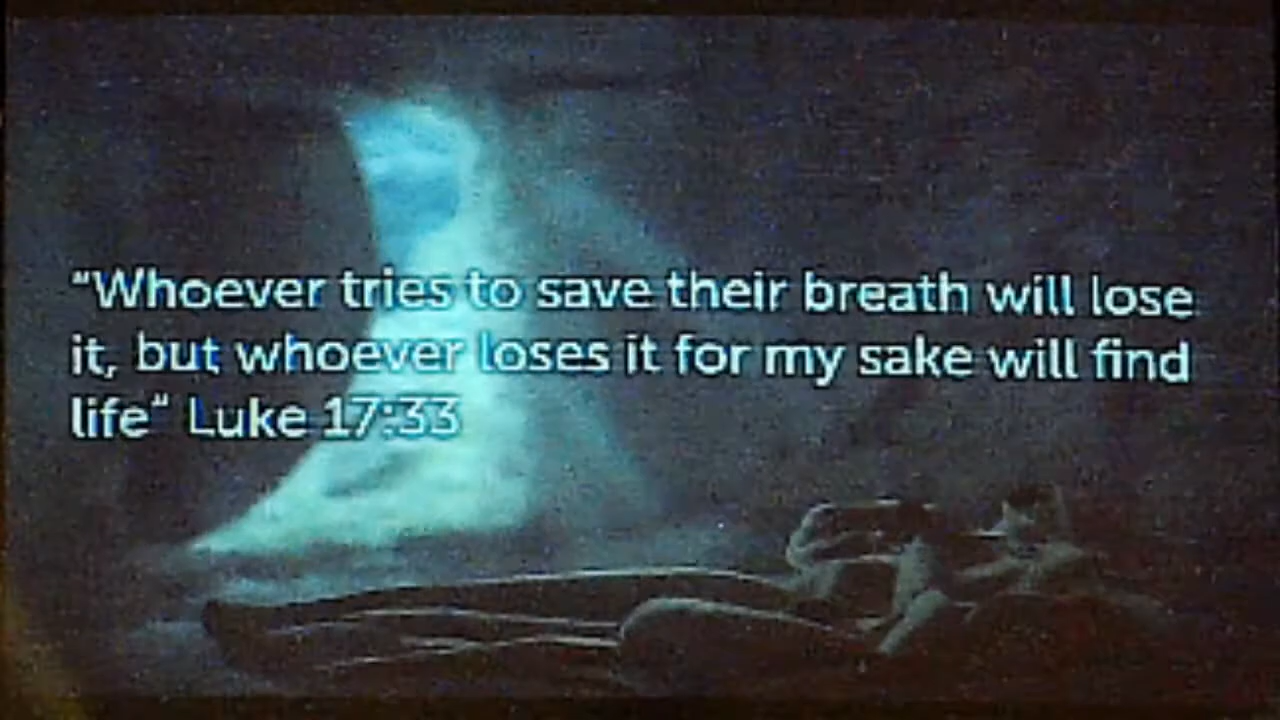 “Whoever tries to save their breath will lose
it, but whoever loses it for my sake will find
life“ Luke 17:33